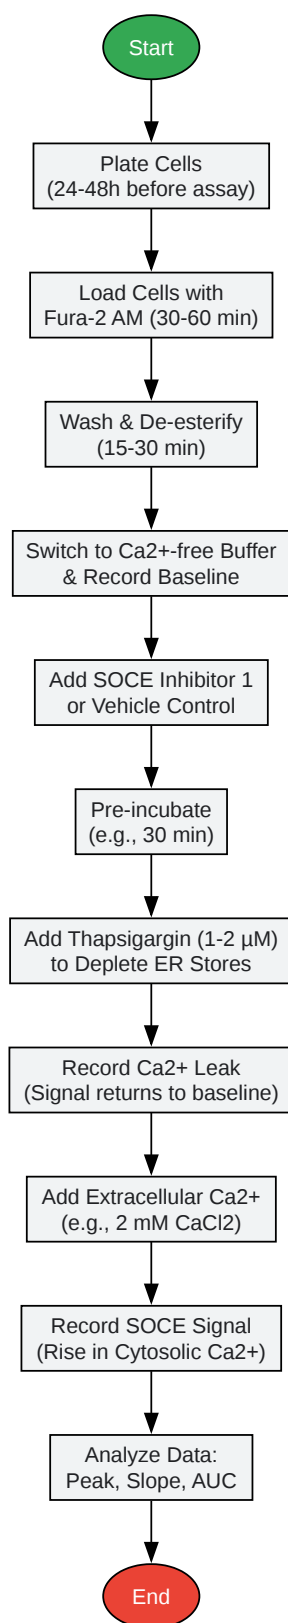 Start
Plate Cells
(24-48h before assay)
Load Cells with
Fura-2 AM (30-60 min)
Wash & De-esterify
(15-30 min)
Switch to Ca2+-free Buffer
& Record Baseline
Add SOCE Inhibitor 1
or Vehicle Control
Pre-incubate
(e.g., 30 min)
Add Thapsigargin (1-2 µM)
to Deplete ER Stores
Record Ca2+ Leak
(Signal returns to baseline)
Add Extracellular Ca2+
(e.g., 2 mM CaCl2)
Record SOCE Signal
(Rise in Cytosolic Ca2+)
Analyze Data:
Peak, Slope, AUC
End